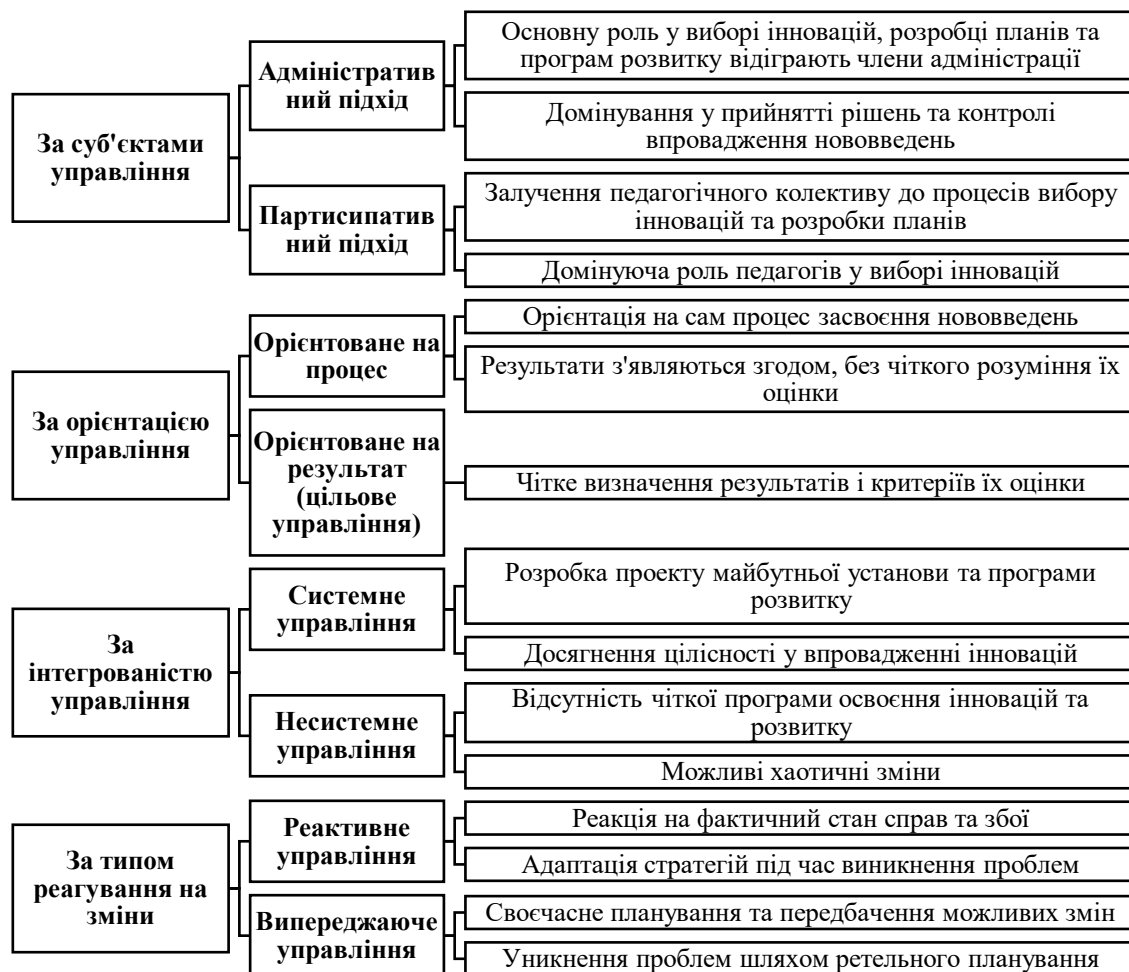 За суб'єктами
управління
Адміністратив
ний підхід
Основну роль у виборі інновацій, розробці планів та
програм розвитку відіграють члени адміністрації
Домінування у прийнятті рішень та контролі
впровадження нововведень
Партисипатив
ний підхід
Залучення педагогічного колективу до процесів вибору
інновацій та розробки планів
Домінуюча роль педагогів у виборі інновацій
За орієнтацією
управління
Орієнтоване на
процес
Орієнтація на сам процес засвоєння нововведень
Результати з'являються згодом, без чіткого розуміння їх
оцінки
Орієнтоване на
результат
(цільове
управління)
Чітке визначення результатів і критеріїв їх оцінки
За
інтегрованістю
управління
Системне
управління
Розробка проекту майбутньої установи та програми
розвитку
Досягнення цілісності у впровадженні інновацій
Несистемне
управління
Відсутність чіткої програми освоєння інновацій та
розвитку
Можливі хаотичні зміни
За типом
реагування на
зміни
Реактивне
управління
Реакція на фактичний стан справ та збої
Адаптація стратегій під час виникнення проблем
Випереджаюче
управління
Своєчасне планування та передбачення можливих змін
Уникнення проблем шляхом ретельного планування